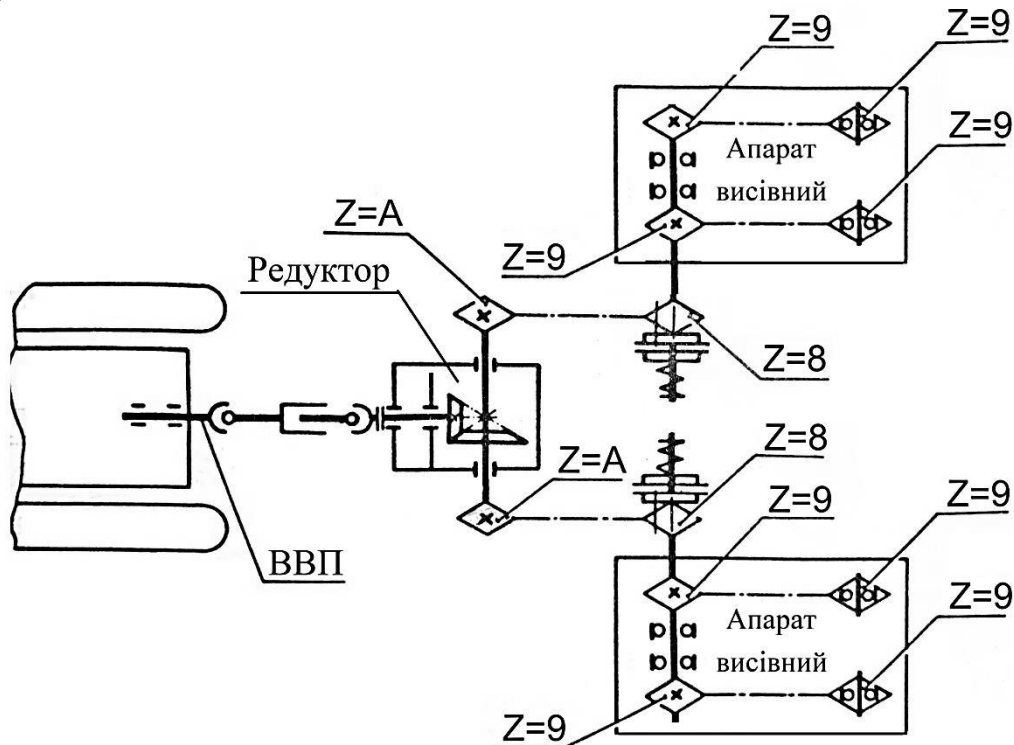 Z=9
Z=9
Z=9
Апарат
висівний
Z=A
Z=9
Редуктор
Z=8
Z=8
Z=A
Z=9
Z=9
ВВП
Z=9
Апарат
висівний
Z=9